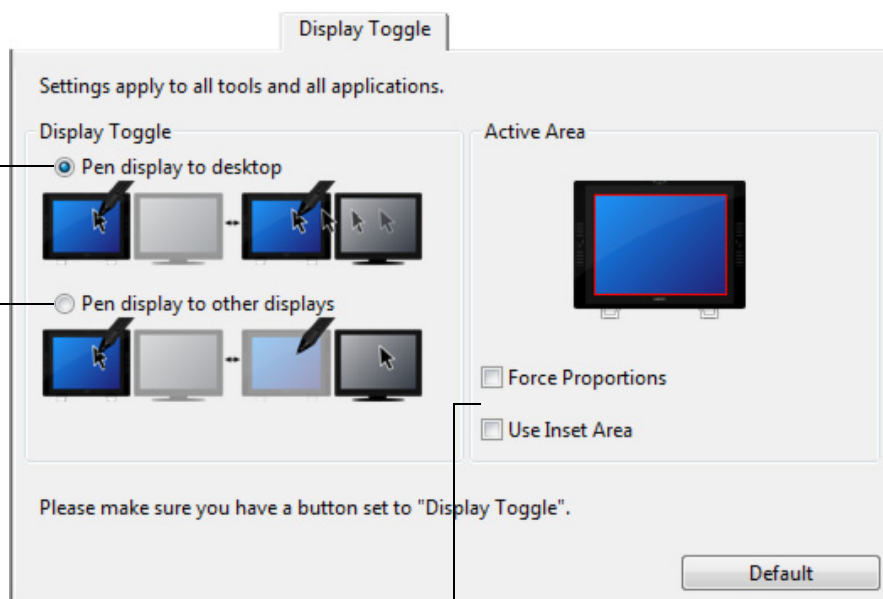 Display Toggle
Settings apply to all tools and all applications.
Display Toggle
Pen display to desktop
Pen display to other displays
Active Area
Force Proportions
Use Inset Area
Please make sure you have a button set to "Display Toggle".
Default